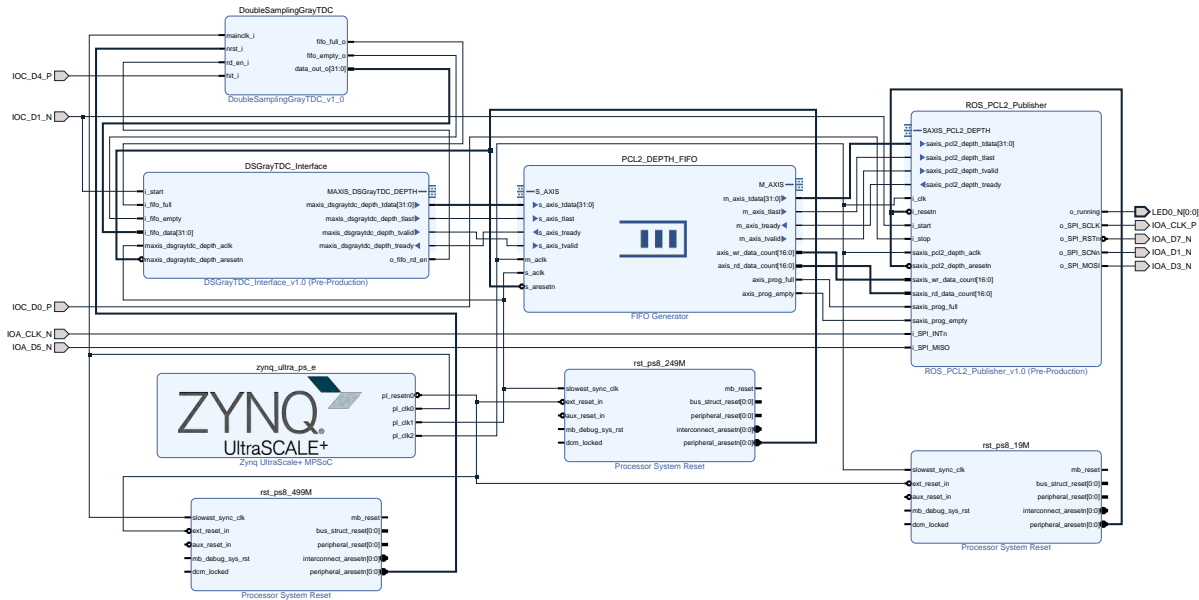 DoubleSamplingGrayTDC
mainclk_i
nrst_i
rd_en_i
hit_i
fifo_full_o
fifo_empty_o
data_out_o[31:0]
DoubleSamplingGrayTDC_v1_0
IOC_D4_P
IOC_D1_N
IOC_D0_P
IOA_CLK_N
IOA_D5_N
DSGrayTDC_Interface
i_start
i_fifo_full
i_fifo_empty
i_fifo_data[31:0]
maxis_dsgraytdc_depth_aclk
maxis_dsgraytdc_depth_aresetn
MAXIS_DSGrayTDC_DEPTH
maxis_dsgraytdc_depth_tdata[31:0]
maxis_dsgraytdc_depth_tlast
maxis_dsgraytdc_depth_tvalid
maxis_dsgraytdc_depth_tready
o_fifo_rd_en
DSGrayTDC_Interface_v1.0 (Pre-Production)
PCL2_DEPTH_FIFO
S_AXIS
s_axis_tdata[31:0]
s_axis_tlast
s_axis_tready
s_axis_tvalid
m_aclk
s_aclk
s_aresetn
M_AXIS
m_axis_tdata[31:0]
m_axis_tlast
m_axis_tready
m_axis_tvalid
axis_wr_data_count[16:0]
axis_rd_data_count[16:0]
axis_prog_full
axis_prog_empty
FIFO Generator
ROS_PCL2_Publisher
SAXIS_PCL2_DEPTH
saxis_pcl2_depth_tdata[31:0]
saxis_pcl2_depth_tlast
saxis_pcl2_depth_tvalid
saxis_pcl2_depth_tready
i_clk
i_resetn
i_start
i_stop
saxis_pcl2_depth_aclk
saxis_pcl2_depth_aresetn
saxis_wr_data_count[16:0]
saxis_rd_data_count[16:0]
saxis_prog_full
saxis_prog_empty
i_SPI_INTn
i_SPI_MISO
o_running
o_SPI_SCLK
o_SPI_RSTn
o_SPI_SCNn
o_SPI_MOSI
ROS_PCL2_Publisher_v1.0 (Pre-Production)
LED0_N[0:0]
IOA_CLK_P
IOA_D7_N
IOA_D1_N
IOA_D3_N
zynq_ultra_ps_e
ZYNQ
UltraSCALE+
pl_resetn0
pl_clk0
pl_clk1
pl_clk2
Zynq UltraScale+ MPSoC
rst_ps8_249M
slowest_sync_clk
ext_reset_in
aux_reset_in
mb_debug_sys_rst
dcm_locked
mb_reset
bus_struct_reset[0:0]
peripheral_reset[0:0]
interconnect_aresetn[0:0]
peripheral_aresetn[0:0]
Processor System Reset
rst_ps8_19M
slowest_sync_clk
ext_reset_in
aux_reset_in
mb_debug_sys_rst
dcm_locked
mb_reset
bus_struct_reset[0:0]
peripheral_reset[0:0]
interconnect_aresetn[0:0]
peripheral_aresetn[0:0]
Processor System Reset
rst_ps8_499M
slowest_sync_clk
ext_reset_in
aux_reset_in
mb_debug_sys_rst
dcm_locked
mb_reset
bus_struct_reset[0:0]
peripheral_reset[0:0]
interconnect_aresetn[0:0]
peripheral_aresetn[0:0]
Processor System Reset